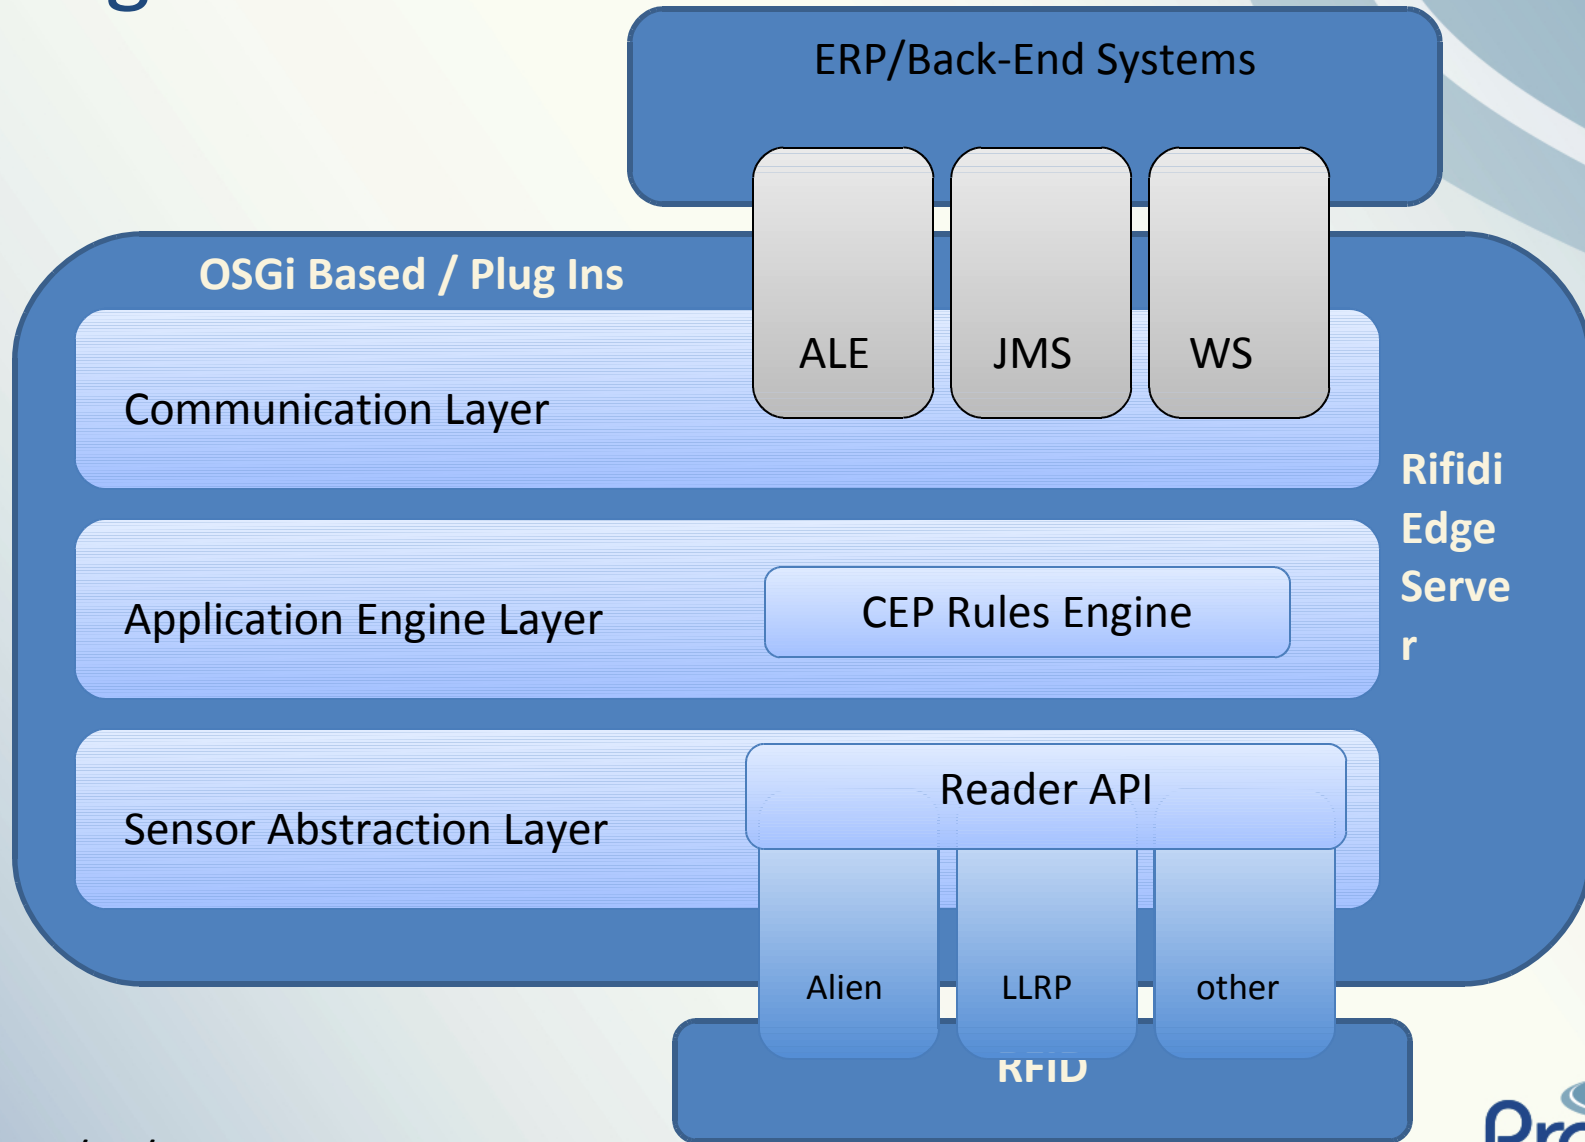 ERP/Back-End Systems
OSGi Based / Plug Ins
ALE
JMS
WS
Communication Layer
Rifidi
Edge
Serve
r
Application Engine Layer
CEP Rules Engine
Reader API
Sensor Abstraction Layer
Alien
LLRP
other
RFID